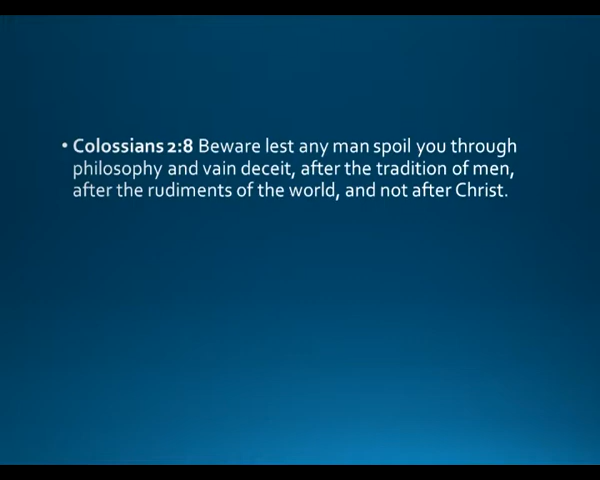 • Colossians 2:8 Beware lest any man spoil you through
philosophy and vain deceit, after the tradition of men,
after the rudiments of the world, and not after Christ.